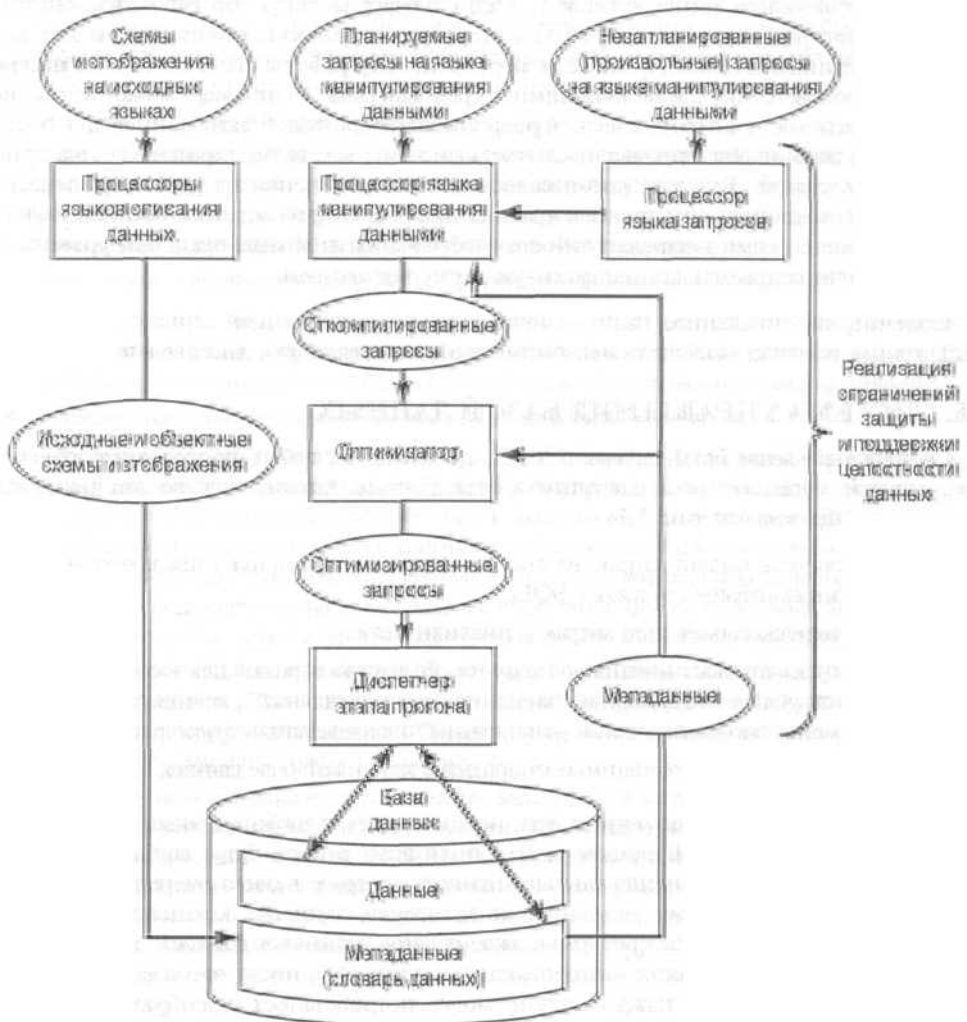 Схемы
и отображения
на исходных
языках
Планируемые
запросы на языке
манипулирования
данными
Незапланированные
(произвольные) запросы
на языке манипулирования
данными
Процессоры
языков описания
данных
Процессор языка
манипулирования
данными
Процессор
языка запросов
Откомпилированные
запросы
Реализация
ограничений
защиты
и поддержки
целостности
данных
Исходные и объектные
схемы и отображения
Оптимизатор
Оптимизированные
запросы
Диспетчер
этапа прогона
Метаданные
База
данных
Данные
Метаданные
(словарь данных)